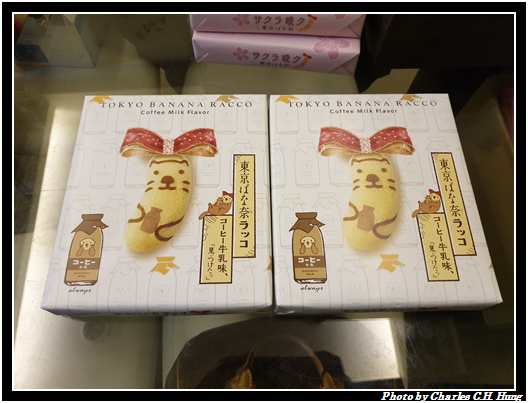 サクラ咲ク
サクラ咲ク
TOKYO BANANA RACCO
Coffee Milk Flavor
東京ばな奈ラッコ
コーヒー牛乳味、
「見ぃつけたっ」
コーヒー
always
TOKYO BANANA RACCO
Coffee Milk Flavor
東京ばな奈ラッコ
コーヒー牛乳味、
「見ぃつけたっ」
コーヒー
always
Photo by Charles C.H. Hung